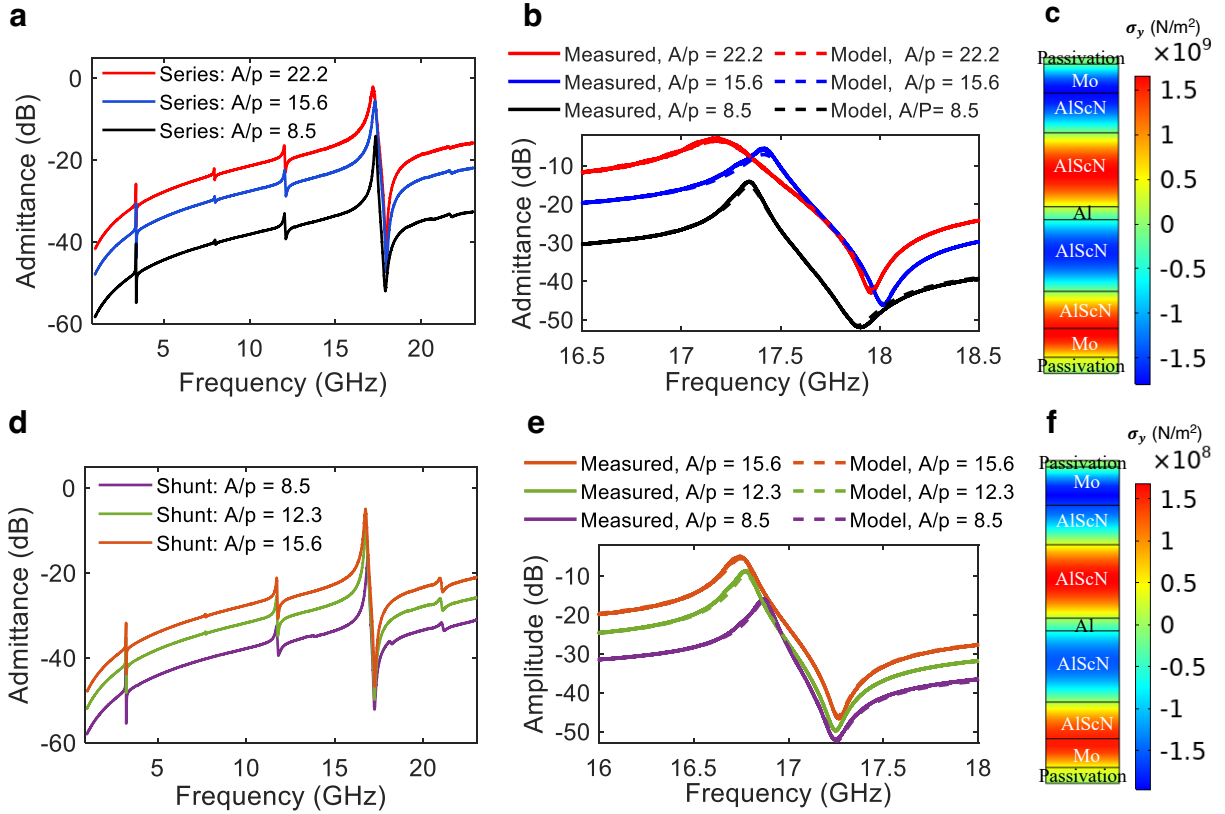 a
Series: A/p = 22.2
Series: A/p = 15.6
Series: A/p = 8.5
Admittance (dB)
0
-20
-40
-60
5
10
15
20
Frequency (GHz)
b
Measured, A/p = 22.2
Model, A/p = 22.2
Measured, A/p = 15.6
Model, A/p = 15.6
Measured, A/p = 8.5
Model, A/P= 8.5
Admittance (dB)
-10
-20
-30
-40
-50
16.5
17
17.5
18
18.5
Frequency (GHz)
c
σy (N/m²)
×10⁹
Passivation
Mo
AlScN
AlScN
Al
AlScN
AlScN
Mo
Passivation
1.5
1
0.5
0
-0.5
-1
-1.5
d
Shunt: A/p = 8.5
Shunt: A/p = 12.3
Shunt: A/p = 15.6
Admittance (dB)
0
-20
-40
-60
5
10
15
20
Frequency (GHz)
e
Measured, A/p = 15.6
Model, A/p = 15.6
Measured, A/p = 12.3
Model, A/p = 12.3
Measured, A/p = 8.5
Model, A/p = 8.5
Amplitude (dB)
-10
-20
-30
-40
-50
16
16.5
17
17.5
18
Frequency (GHz)
f
σy (N/m²)
×10⁸
Passivation
Mo
AlScN
AlScN
Al
AlScN
AlScN
Mo
Passivation
1.5
1
0.5
0
-0.5
-1
-1.5